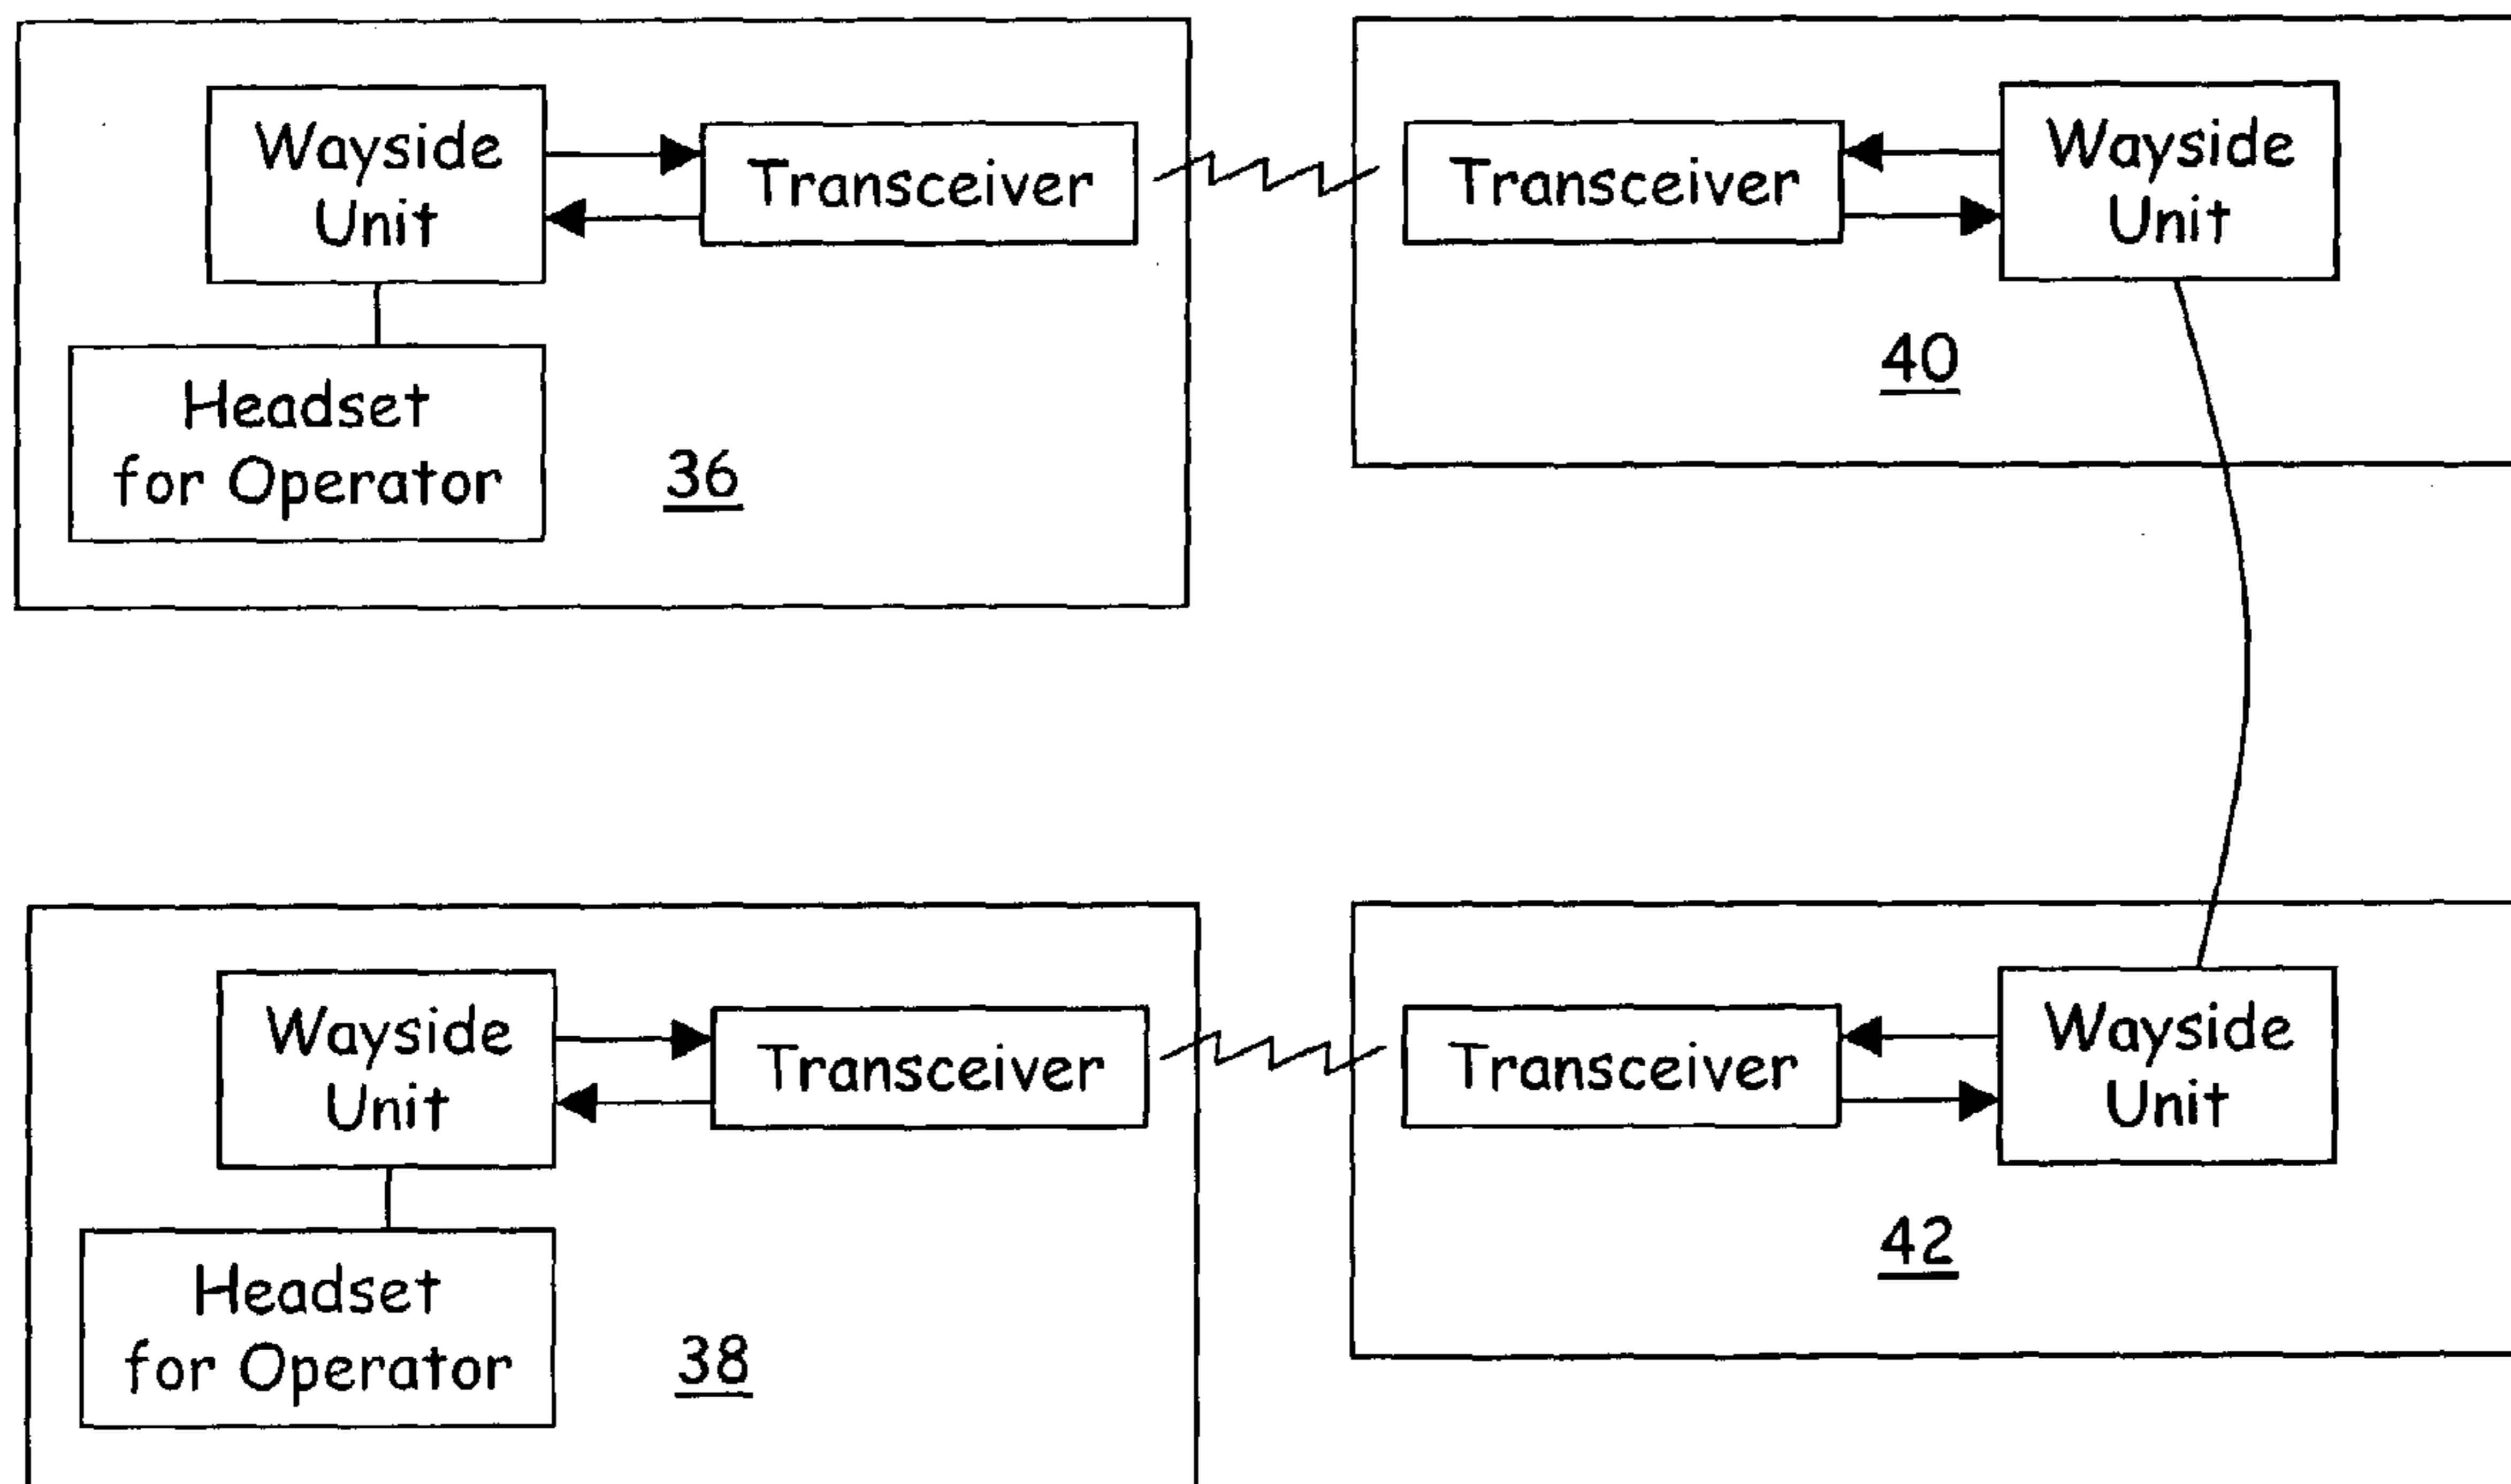 Wayside
Unit
Transceiver
Headset
for Operator
36
Transceiver
Wayside
Unit
40
Wayside
Unit
Transceiver
Headset
for Operator
38
Transceiver
Wayside
Unit
42